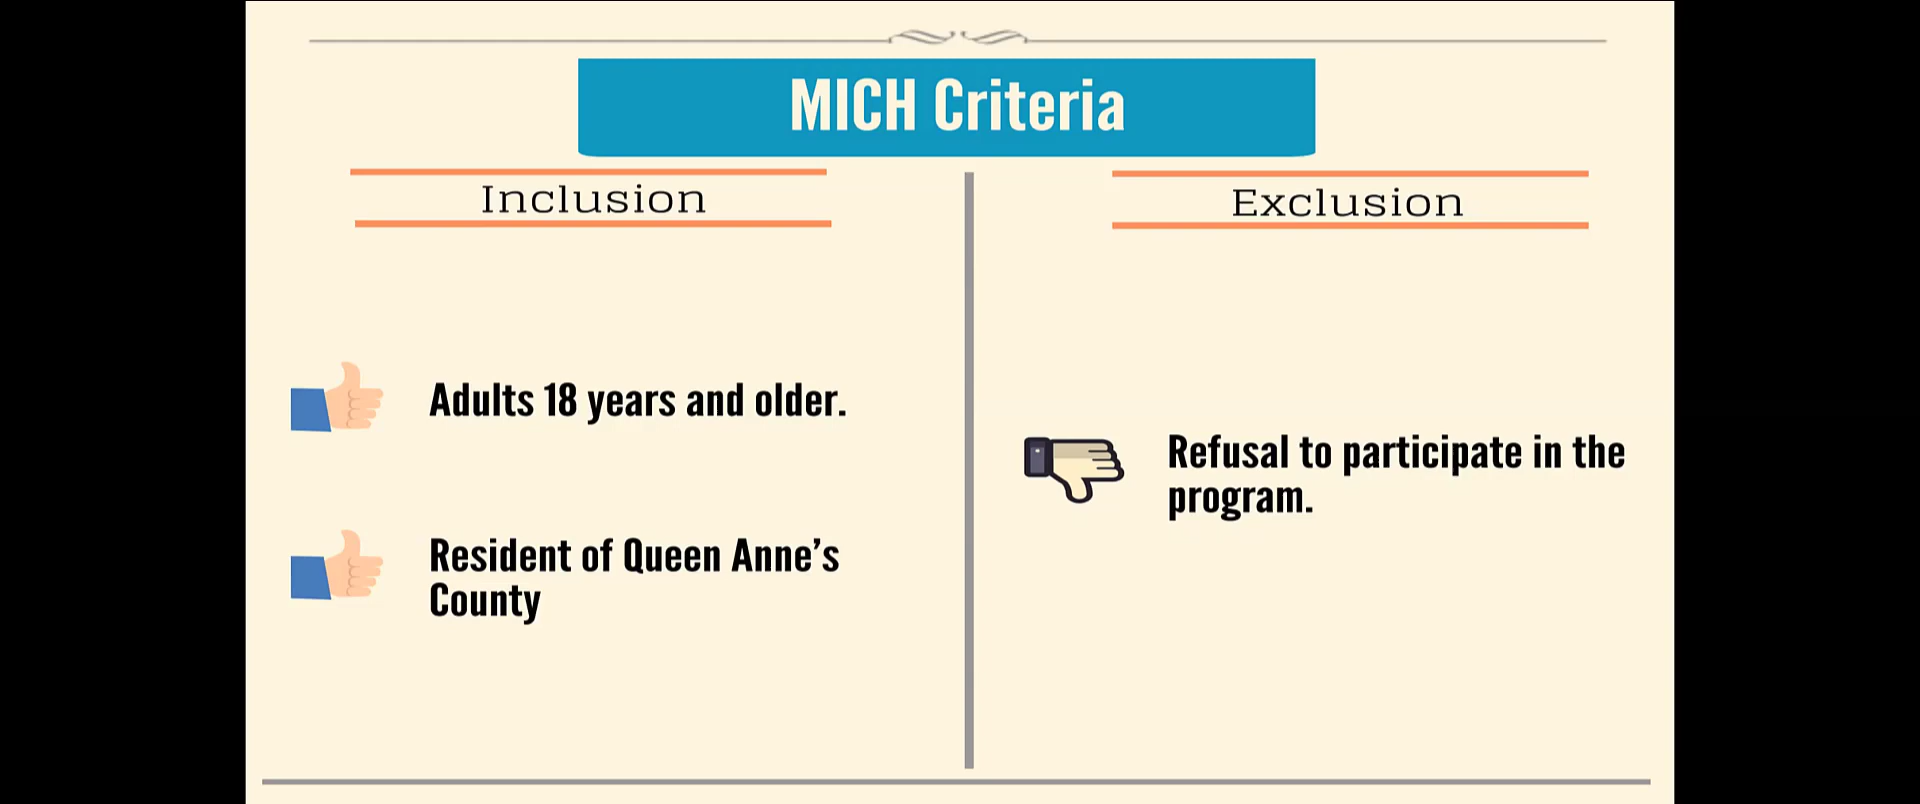 MICH Criteria
Inclusion
Adults 18 years and older.
Resident of Queen Anne’s
County
Exclusion
Refusal to participate in the
program.